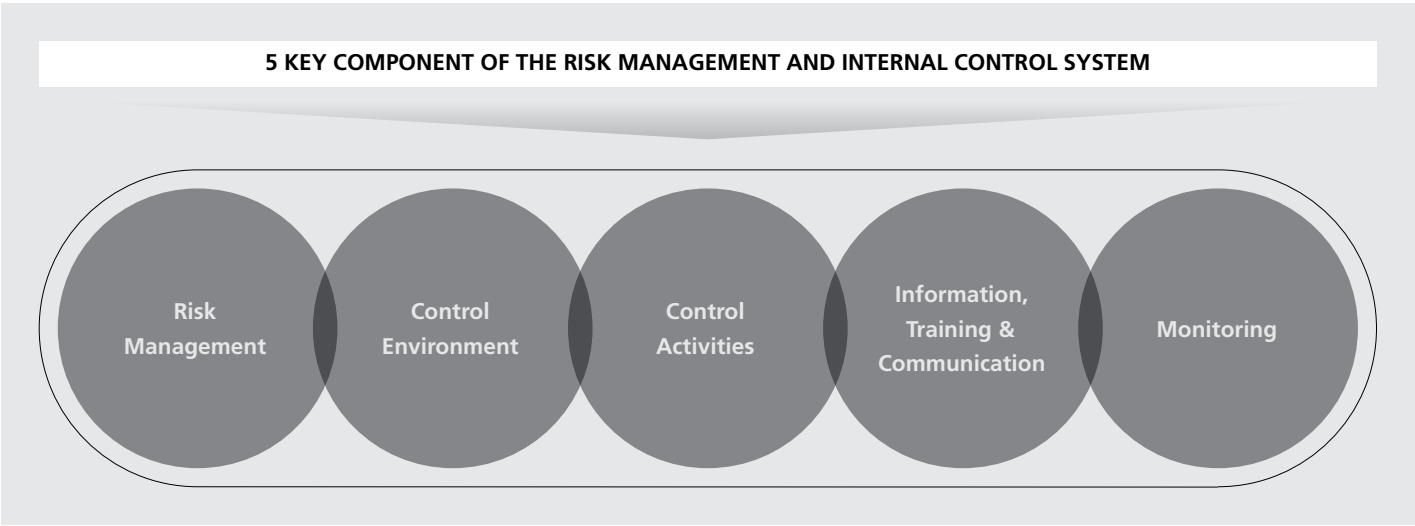 5 KEY COMPONENT OF THE RISK MANAGEMENT AND INTERNAL CONTROL SYSTEM
Risk
Management
Control
Environment
Control
Activities
Information,
Training &
Communication
Monitoring